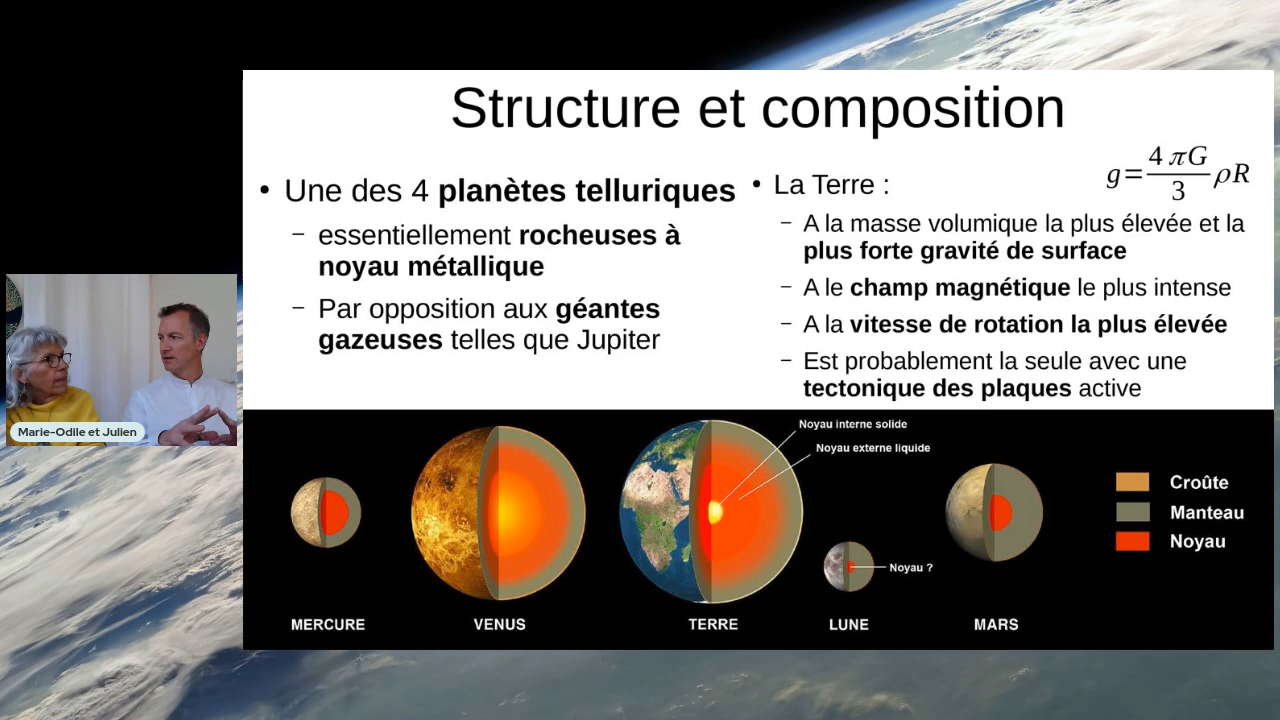 Structure et composition
• Une des 4 planètes telluriques
– essentiellement rocheuses à
noyau métallique
– Par opposition aux géantes
gazeuses telles que Jupiter
• La Terre :
g=4πG/3 ρR
– A la masse volumique la plus élevée et la
plus forte gravité de surface
– A le champ magnétique le plus intense
– A la vitesse de rotation la plus élevée
– Est probablement la seule avec une
tectonique des plaques active
Marie-Odile et Julien
Noyau interne solide
Noyau externe liquide
Noyau ?
Croûte
Manteau
Noyau
MERCURE
VENUS
TERRE
LUNE
MARS